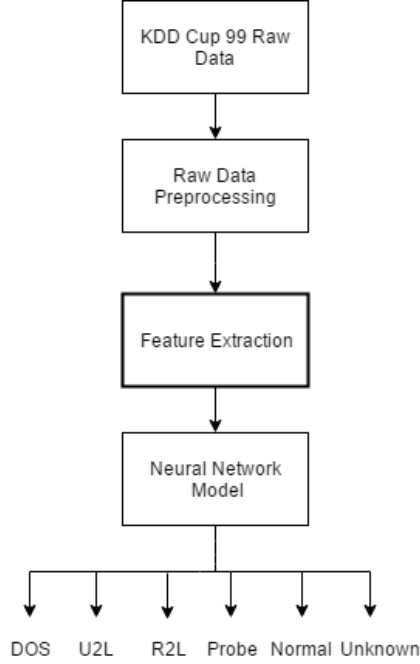 KDD Cup 99 Raw
Data
Raw Data
Preprocessing
Feature Extraction
Neural Network
Model
DOS U2L R2L Probe Normal Unknown